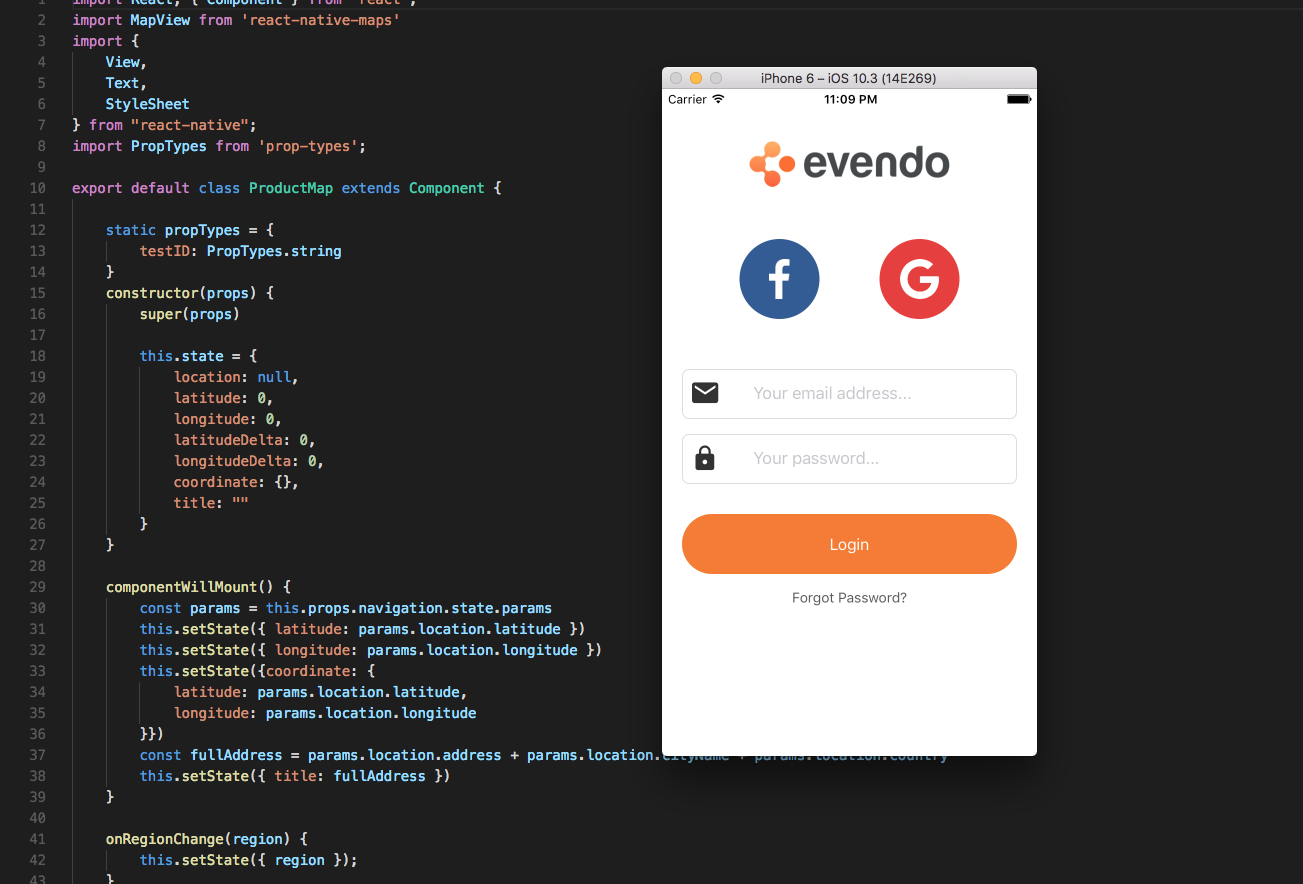 1 import React, { Component } from 'react';
2 import MapView from 'react-native-maps'
3 import {
4 View,
5 Text,
6 StyleSheet
7 } from "react-native";
8 import PropTypes from 'prop-types';
9
10 export default class ProductMap extends Component {
11
12 static propTypes = {
13 testID: PropTypes.string
14 }
15 constructor(props) {
16 super(props)
17
18 this.state = {
19 location: null,
20 latitude: 0,
21 longitude: 0,
22 latitudeDelta: 0,
23 longitudeDelta: 0,
24 coordinate: {},
25 title: ""
26 }
27 }
28
29 componentWillMount() {
30 const params = this.props.navigation.state.params
31 this.setState({ latitude: params.location.latitude })
32 this.setState({ longitude: params.location.longitude })
33 this.setState({coordinate: {
34 latitude: params.location.latitude,
35 longitude: params.location.longitude
36 }})
37 const fullAddress = params.location.address + params.location.cityName + params.location.country
38 this.setState({ title: fullAddress })
39 }
40
41 onRegionChange(region) {
42 this.setState({ region });
43 }
iPhone 6 – iOS 10.3 (14E269)
Carrier 11:09 PM
evendo
f G
Your email address...
Your password...
Login
Forgot Password?